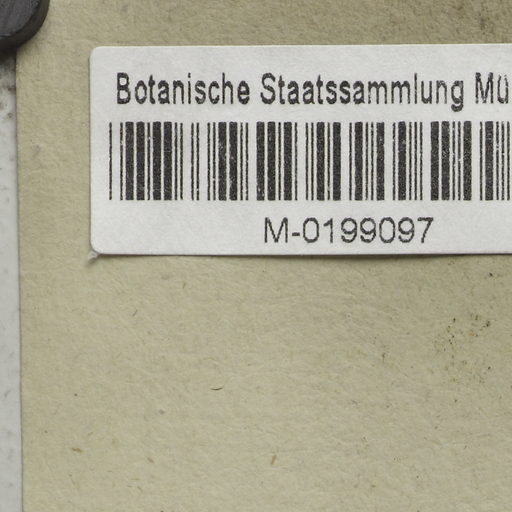 Botanische Staatssammlung Mü
M-0199097